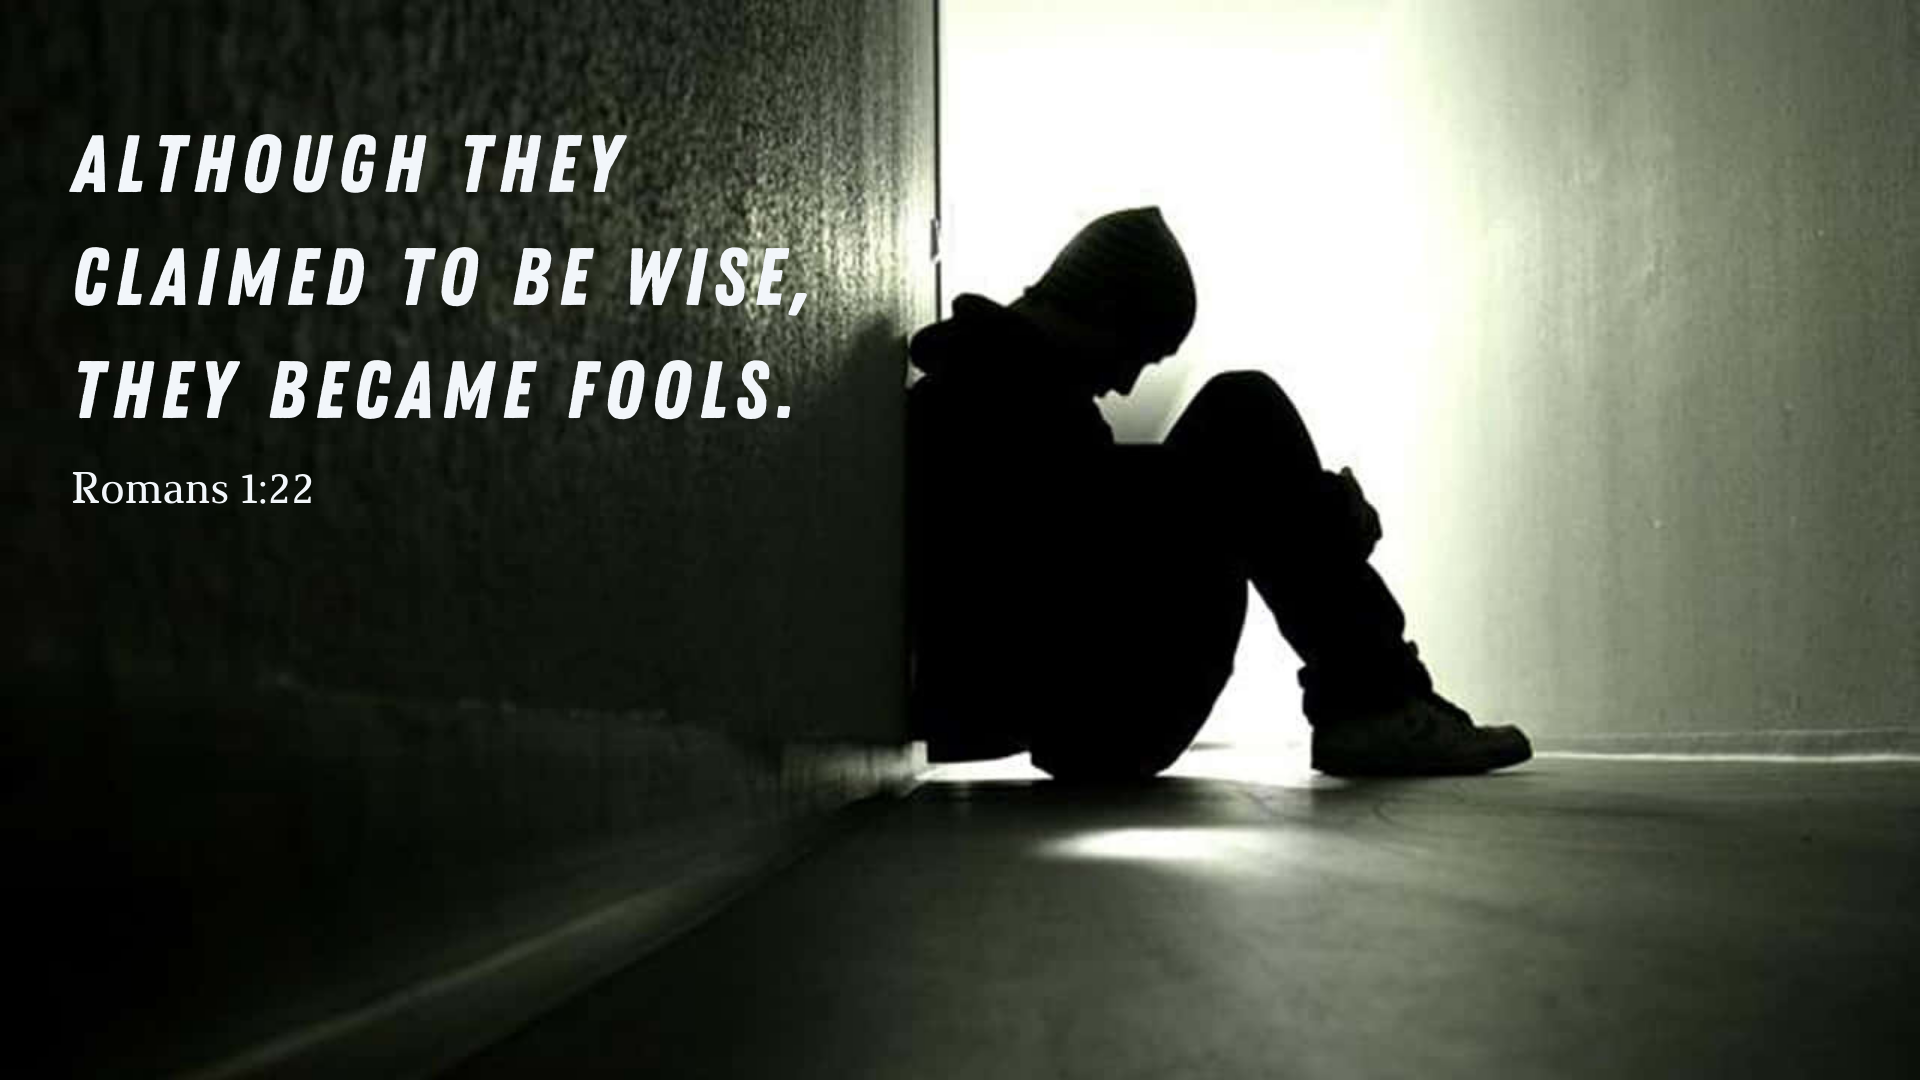 ALTHOUGH THEY
CLAIMED TO BE WISE,
THEY BECAME FOOLS.
Romans 1:22